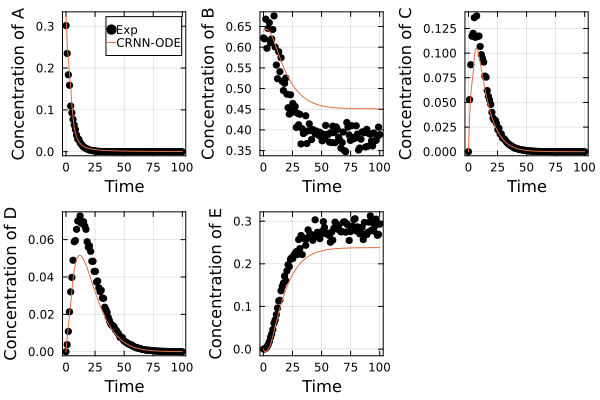 Concentration of A
0.3
0.2
0.1
0.0
0 25 50 75 100
Time
Exp
CRNN-ODE
Concentration of B
0.65
0.60
0.55
0.50
0.45
0.40
0.35
0 25 50 75 100
Time
Concentration of C
0.125
0.100
0.075
0.050
0.025
0.000
0 25 50 75 100
Time
Concentration of D
0.06
0.04
0.02
0.00
0 25 50 75 100
Time
Concentration of E
0.3
0.2
0.1
0.0
0 25 50 75 100
Time